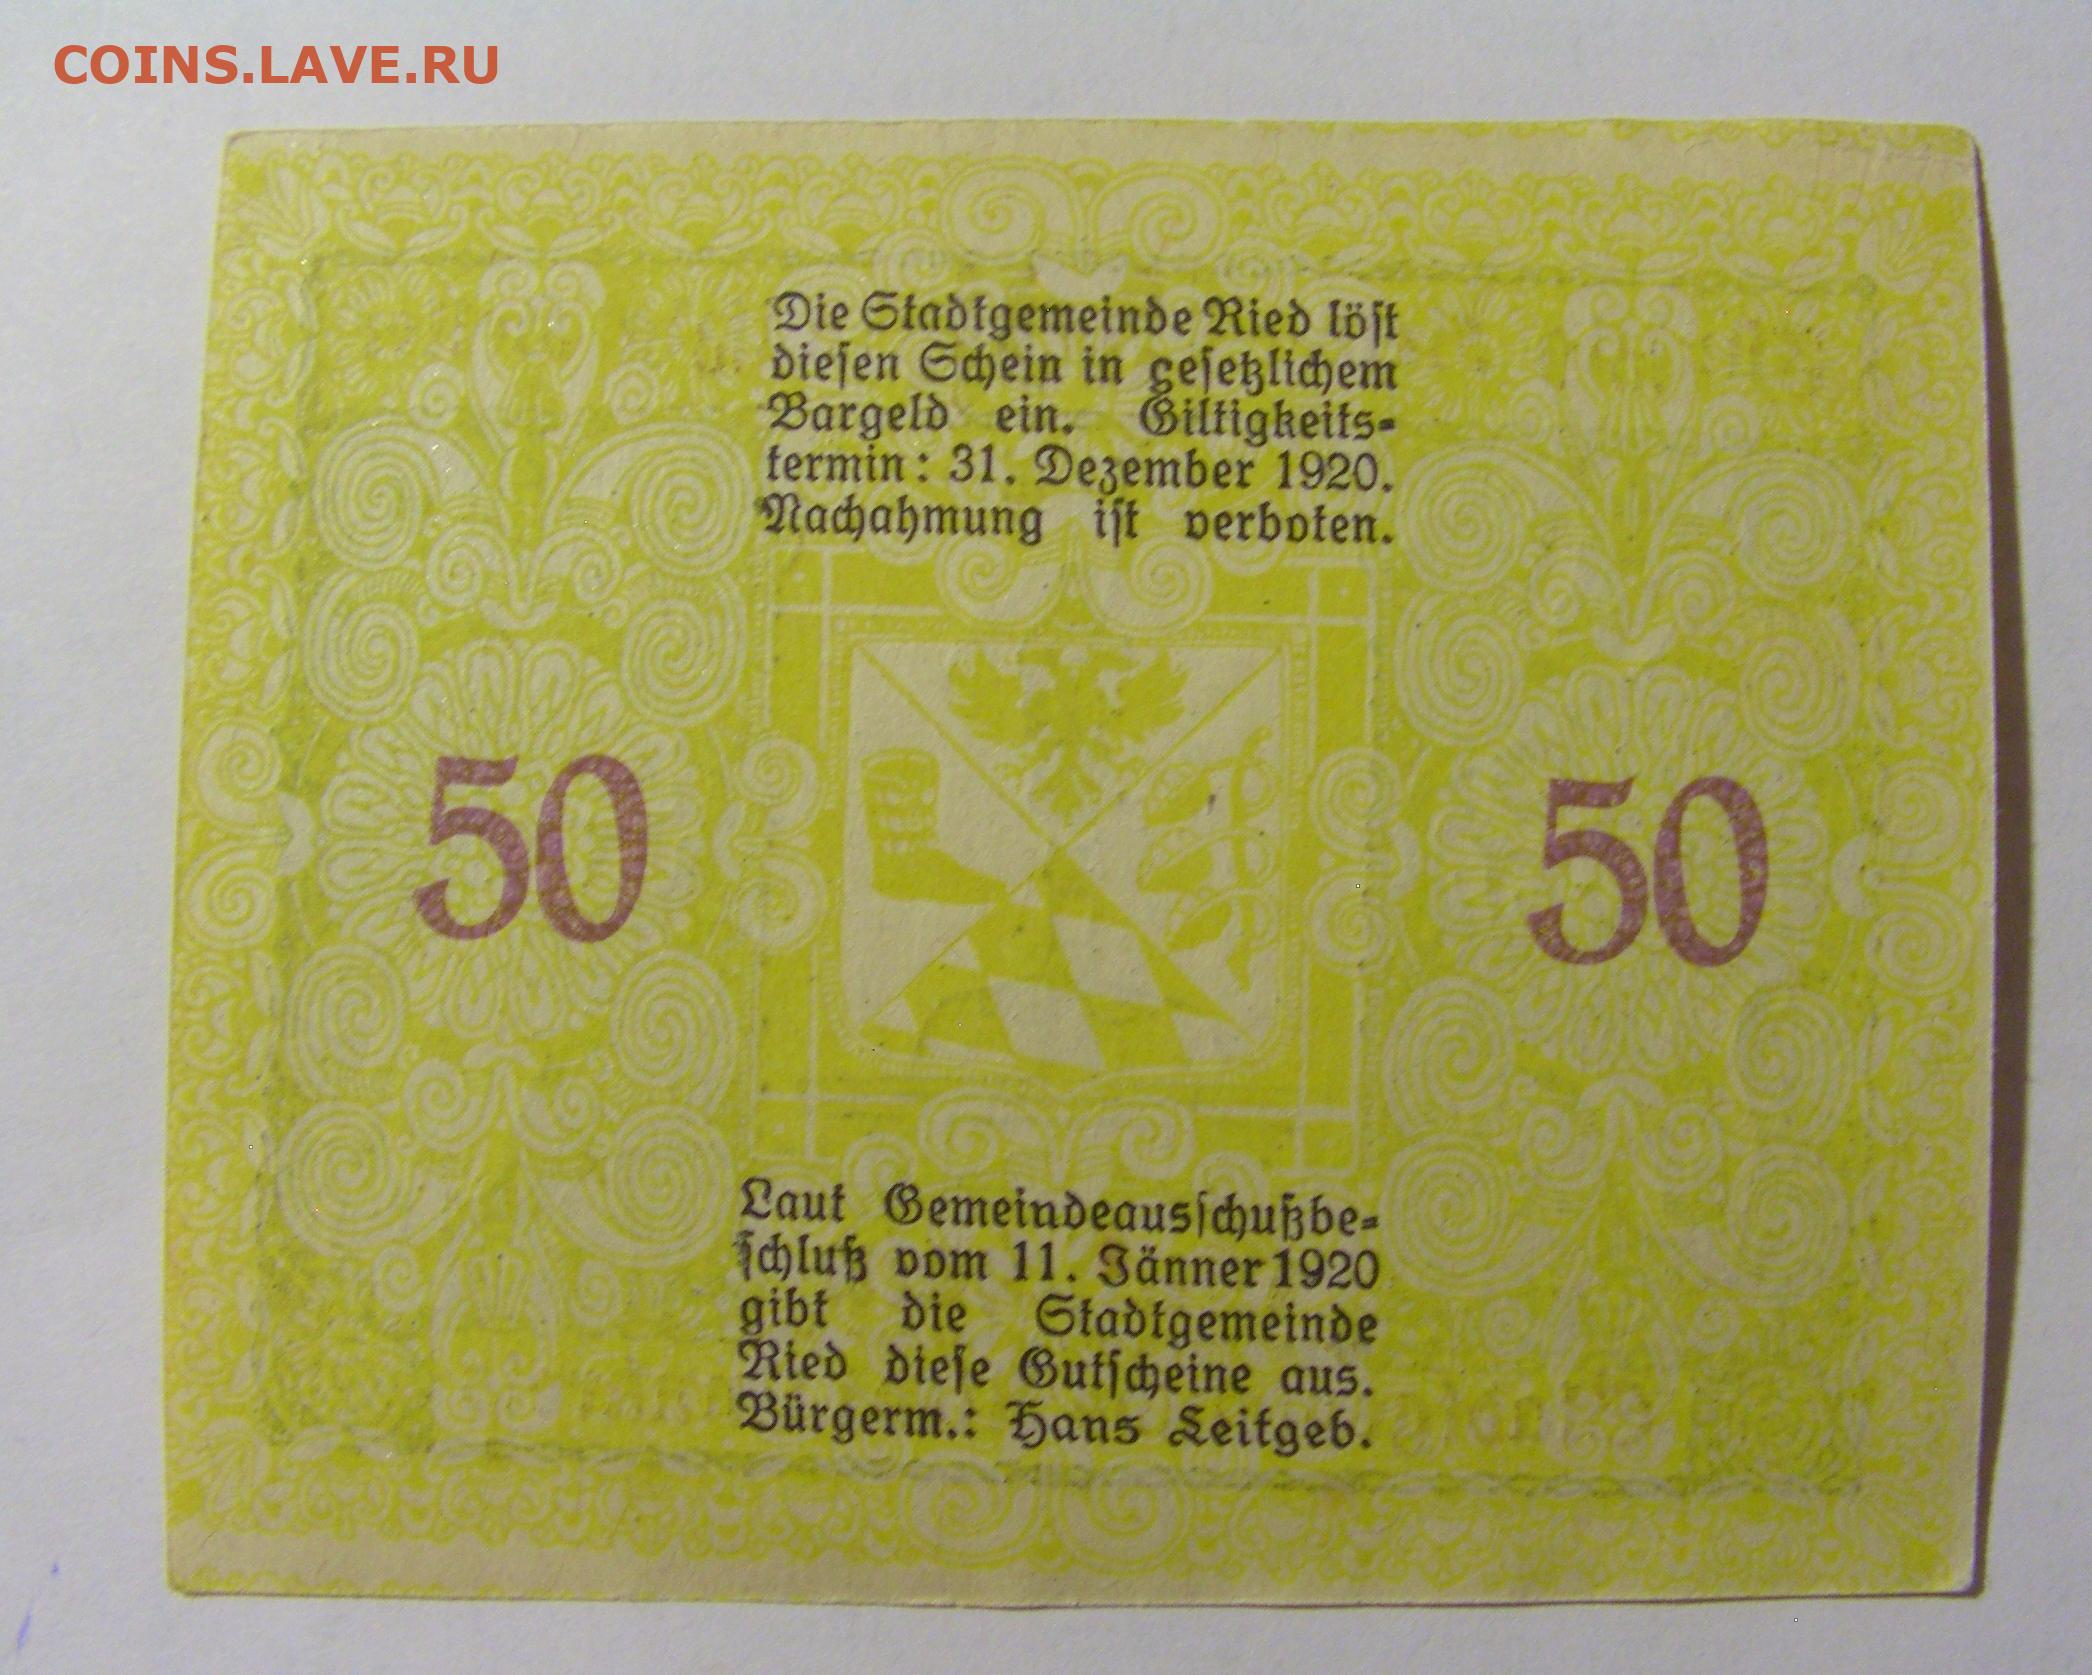 COINS.LAVE.RU
Die Stadtgemeinde Ried löst
diesen Schein in gesetzlichem
Bargeld ein. Giltigkeits-
termin: 31. Dezember 1920.
Nachahmung ist verboten.
50 50
Laut Gemeindeausschußbe-
schluß vom 11. Jänner 1920
gibt die Stadtgemeinde
Ried diese Gutscheine aus.
Bürgerm.: Hans Leitgeb.